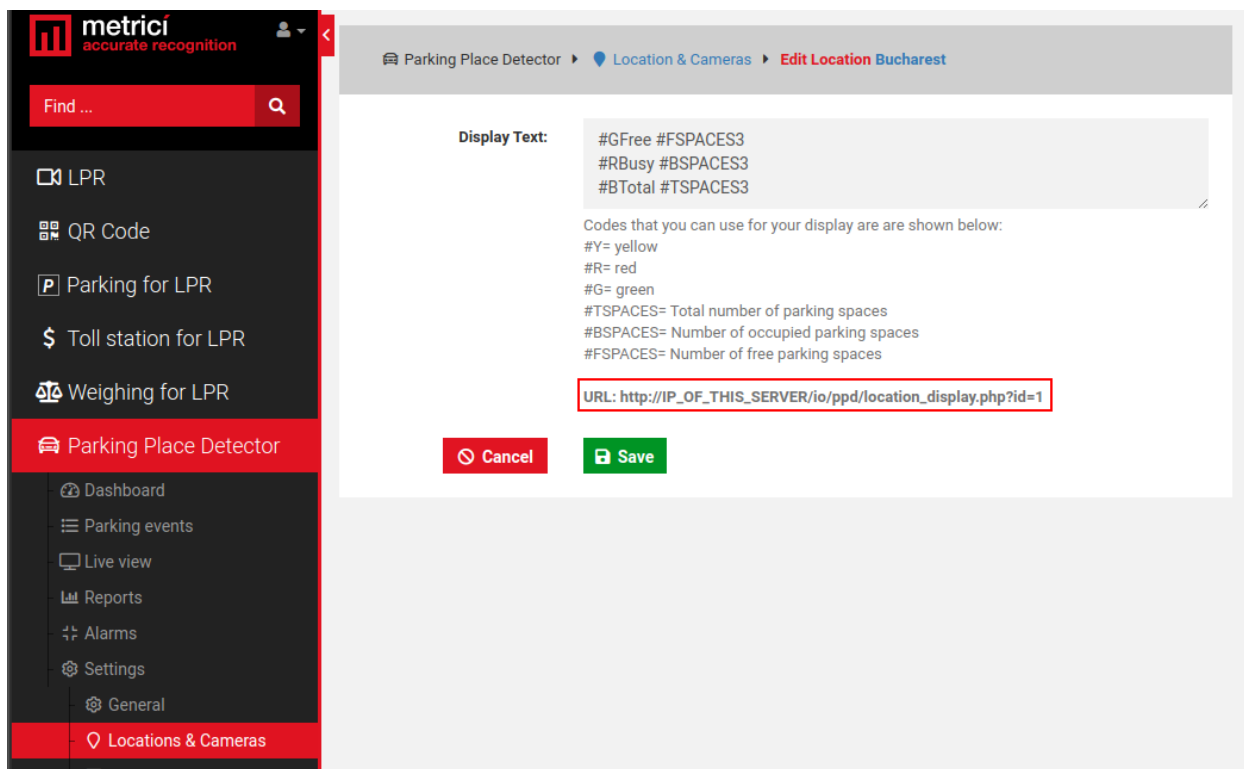 metricí
accurate recognition
Find ...
LPR
QR Code
P Parking for LPR
$ Toll station for LPR
Weighing for LPR
Parking Place Detector
Dashboard
Parking events
Live view
Reports
Alarms
Settings
General
Locations & Cameras
Parking Place Detector Location & Cameras Edit Location Bucharest
Display Text:
#GFree #FSPACES3
#RBusy #BSPACES3
#BTotal #TSPACES3
Codes that you can use for your display are are shown below:
#Y= yellow
#R= red
#G= green
#TSPACES= Total number of parking spaces
#BSPACES= Number of occupied parking spaces
#FSPACES= Number of free parking spaces
URL: http://IP_OF_THIS_SERVER/io/ppd/location_display.php?id=1
Cancel
Save